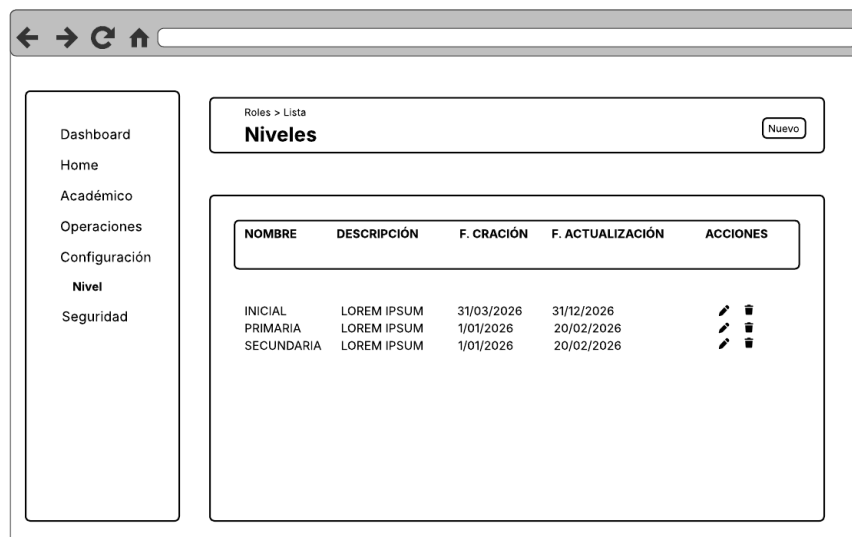 Dashboard
Home
Académico
Operaciones
Configuración
Nivel
Seguridad
Roles > Lista
Niveles
Nuevo
NOMBRE DESCRIPCIÓN F. CRACIÓN F. ACTUALIZACIÓN ACCIONES
INICIAL LOREM IPSUM 31/03/2026 31/12/2026
PRIMARIA LOREM IPSUM 1/01/2026 20/02/2026
SECUNDARIA LOREM IPSUM 1/01/2026 20/02/2026